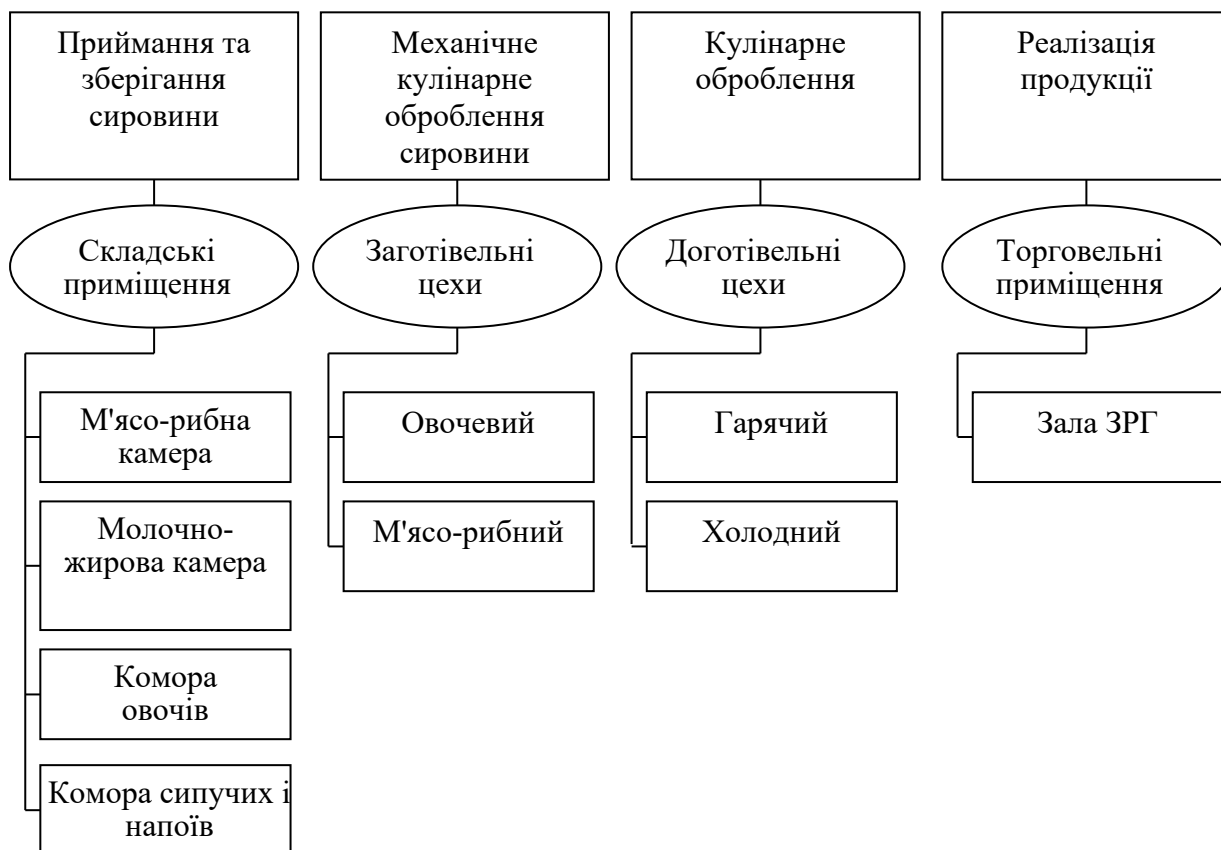 Приймання та
зберігання
сировини
Механічне
кулінарне
оброблення
сировини
Кулінарне
оброблення
Реалізація
продукції
Складські
приміщення
Заготівельні
цехи
Доготівельні
цехи
Торговельні
приміщення
М'ясо-рибна
камера
Молочно-
жирова камера
Комора
овочів
Комора сипучих і
напоїв
Овочевий
М'ясо-рибний
Гарячий
Холодний
Зала ЗРГ